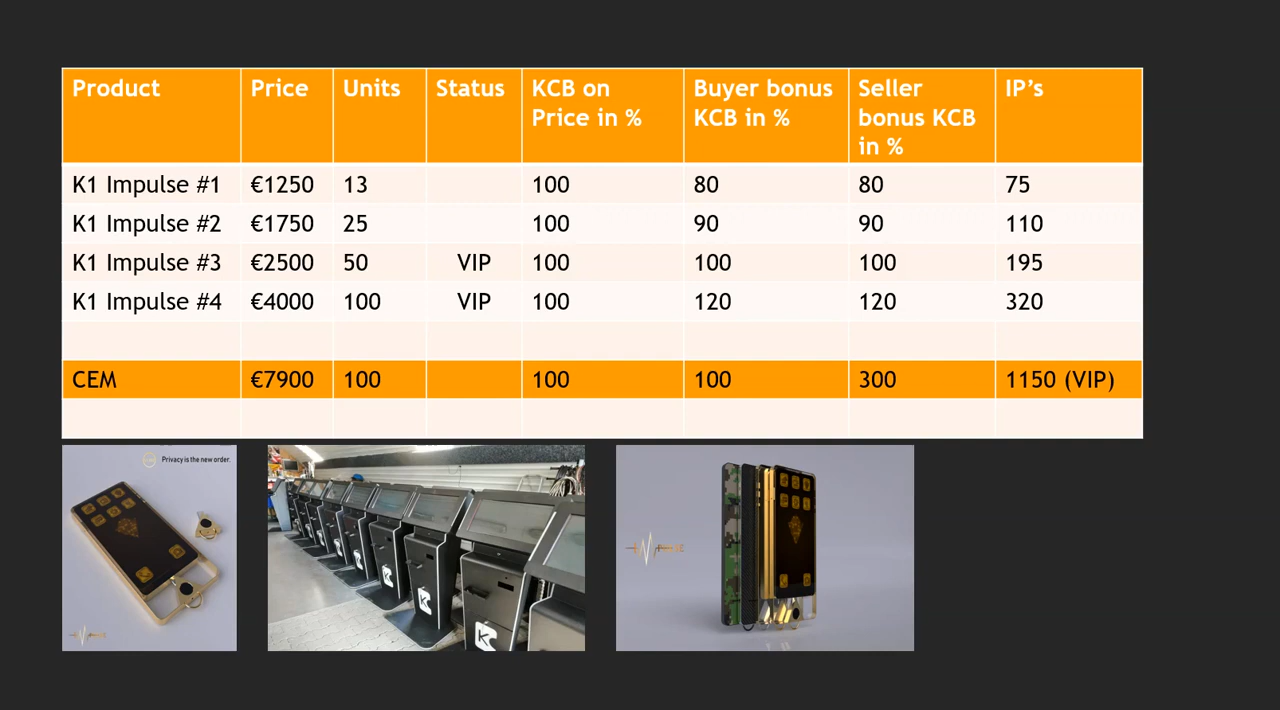 Product Price Units Status KCB on Price in % Buyer bonus KCB in % Seller bonus KCB in % IP’s
K1 Impulse #1 €1250 13 100 80 80 75
K1 Impulse #2 €1750 25 100 90 90 110
K1 Impulse #3 €2500 50 VIP 100 100 100 195
K1 Impulse #4 €4000 100 VIP 100 120 120 320
CEM €7900 100 100 100 300 1150 (VIP)
Privacy is the new order.
K
K